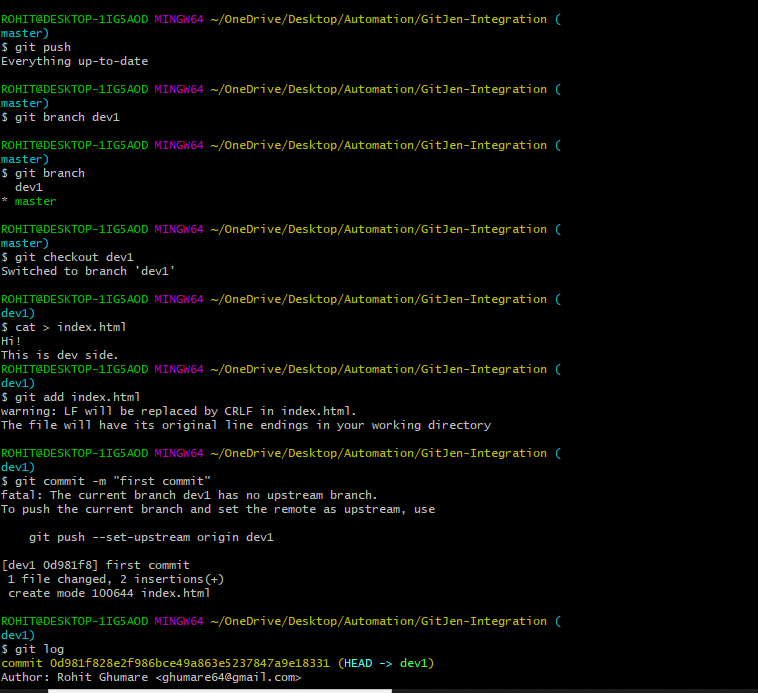 ROHIT@DESKTOP-1IG5AOD MINGW64 ~/OneDrive/Desktop/Automation/GitJen-Integration (
master)
$ git push
Everything up-to-date
ROHIT@DESKTOP-1IG5AOD MINGW64 ~/OneDrive/Desktop/Automation/GitJen-Integration (
master)
$ git branch dev1
ROHIT@DESKTOP-1IG5AOD MINGW64 ~/OneDrive/Desktop/Automation/GitJen-Integration (
master)
$ git branch
  dev1
* master
ROHIT@DESKTOP-1IG5AOD MINGW64 ~/OneDrive/Desktop/Automation/GitJen-Integration (
master)
$ git checkout dev1
Switched to branch 'dev1'
ROHIT@DESKTOP-1IG5AOD MINGW64 ~/OneDrive/Desktop/Automation/GitJen-Integration (
dev1)
$ cat > index.html
Hi!
This is dev side.
ROHIT@DESKTOP-1IG5AOD MINGW64 ~/OneDrive/Desktop/Automation/GitJen-Integration (
dev1)
$ git add index.html
warning: LF will be replaced by CRLF in index.html.
The file will have its original line endings in your working directory
ROHIT@DESKTOP-1IG5AOD MINGW64 ~/OneDrive/Desktop/Automation/GitJen-Integration (
dev1)
$ git commit -m "first commit"
fatal: The current branch dev1 has no upstream branch.
To push the current branch and set the remote as upstream, use
    git push --set-upstream origin dev1
[dev1 0d981f8] first commit
 1 file changed, 2 insertions(+)
 create mode 100644 index.html
ROHIT@DESKTOP-1IG5AOD MINGW64 ~/OneDrive/Desktop/Automation/GitJen-Integration (
dev1)
$ git log
commit 0d981f828e2f986bce49a863e5237847a9e18331 (HEAD -> dev1)
Author: Rohit Ghumare <ghumare64@gmail.com>